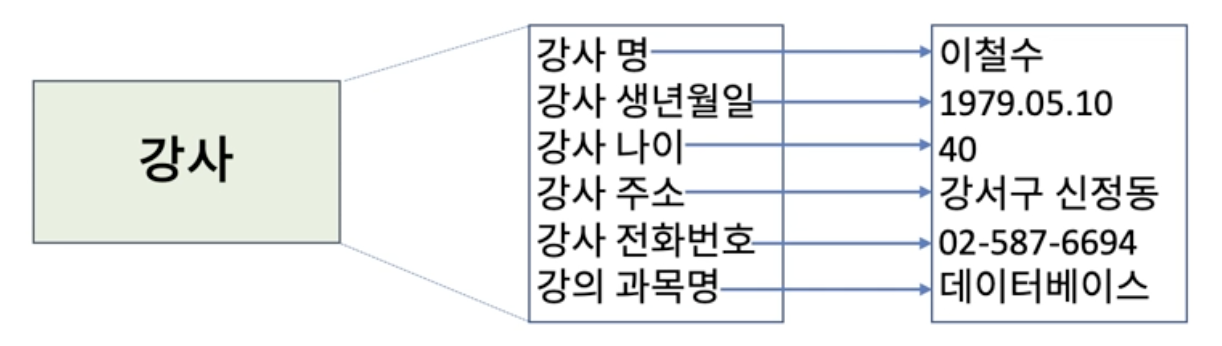 강사
강사 명
강사 생년월일
강사 나이
강사 주소
강사 전화번호
강의 과목명
이철수
1979.05.10
40
강서구 신정동
02-587-6694
데이터베이스